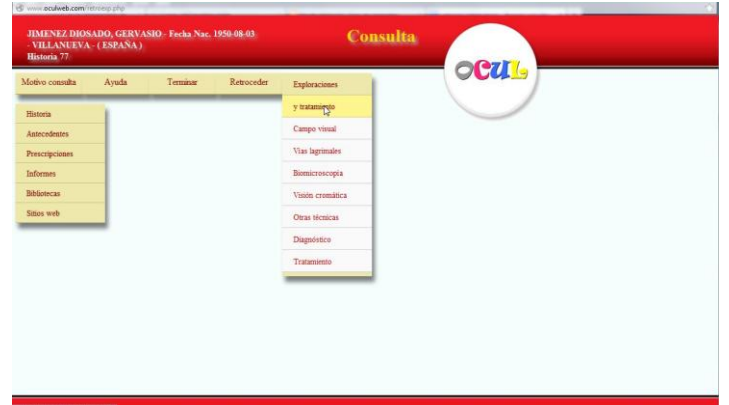 www.oculweb.com/retroesp.php
JIMENEZ DIOSADO, GERVASIO - Fecha Nac. 1950-08-03
- VILLANUEVA - ( ESPAÑA )
Historia 77
Consulta
OCUL
Motivo consulta Ayuda Terminar Retroceder Exploraciones
y tratamiento
Historia
Antecedentes
Prescripciones
Informes
Bibliotecas
Sitios web
Campo visual
Vias lagrimales
Biomicroscopía
Visión cromática
Otras técnicas
Diagnóstico
Tratamiento